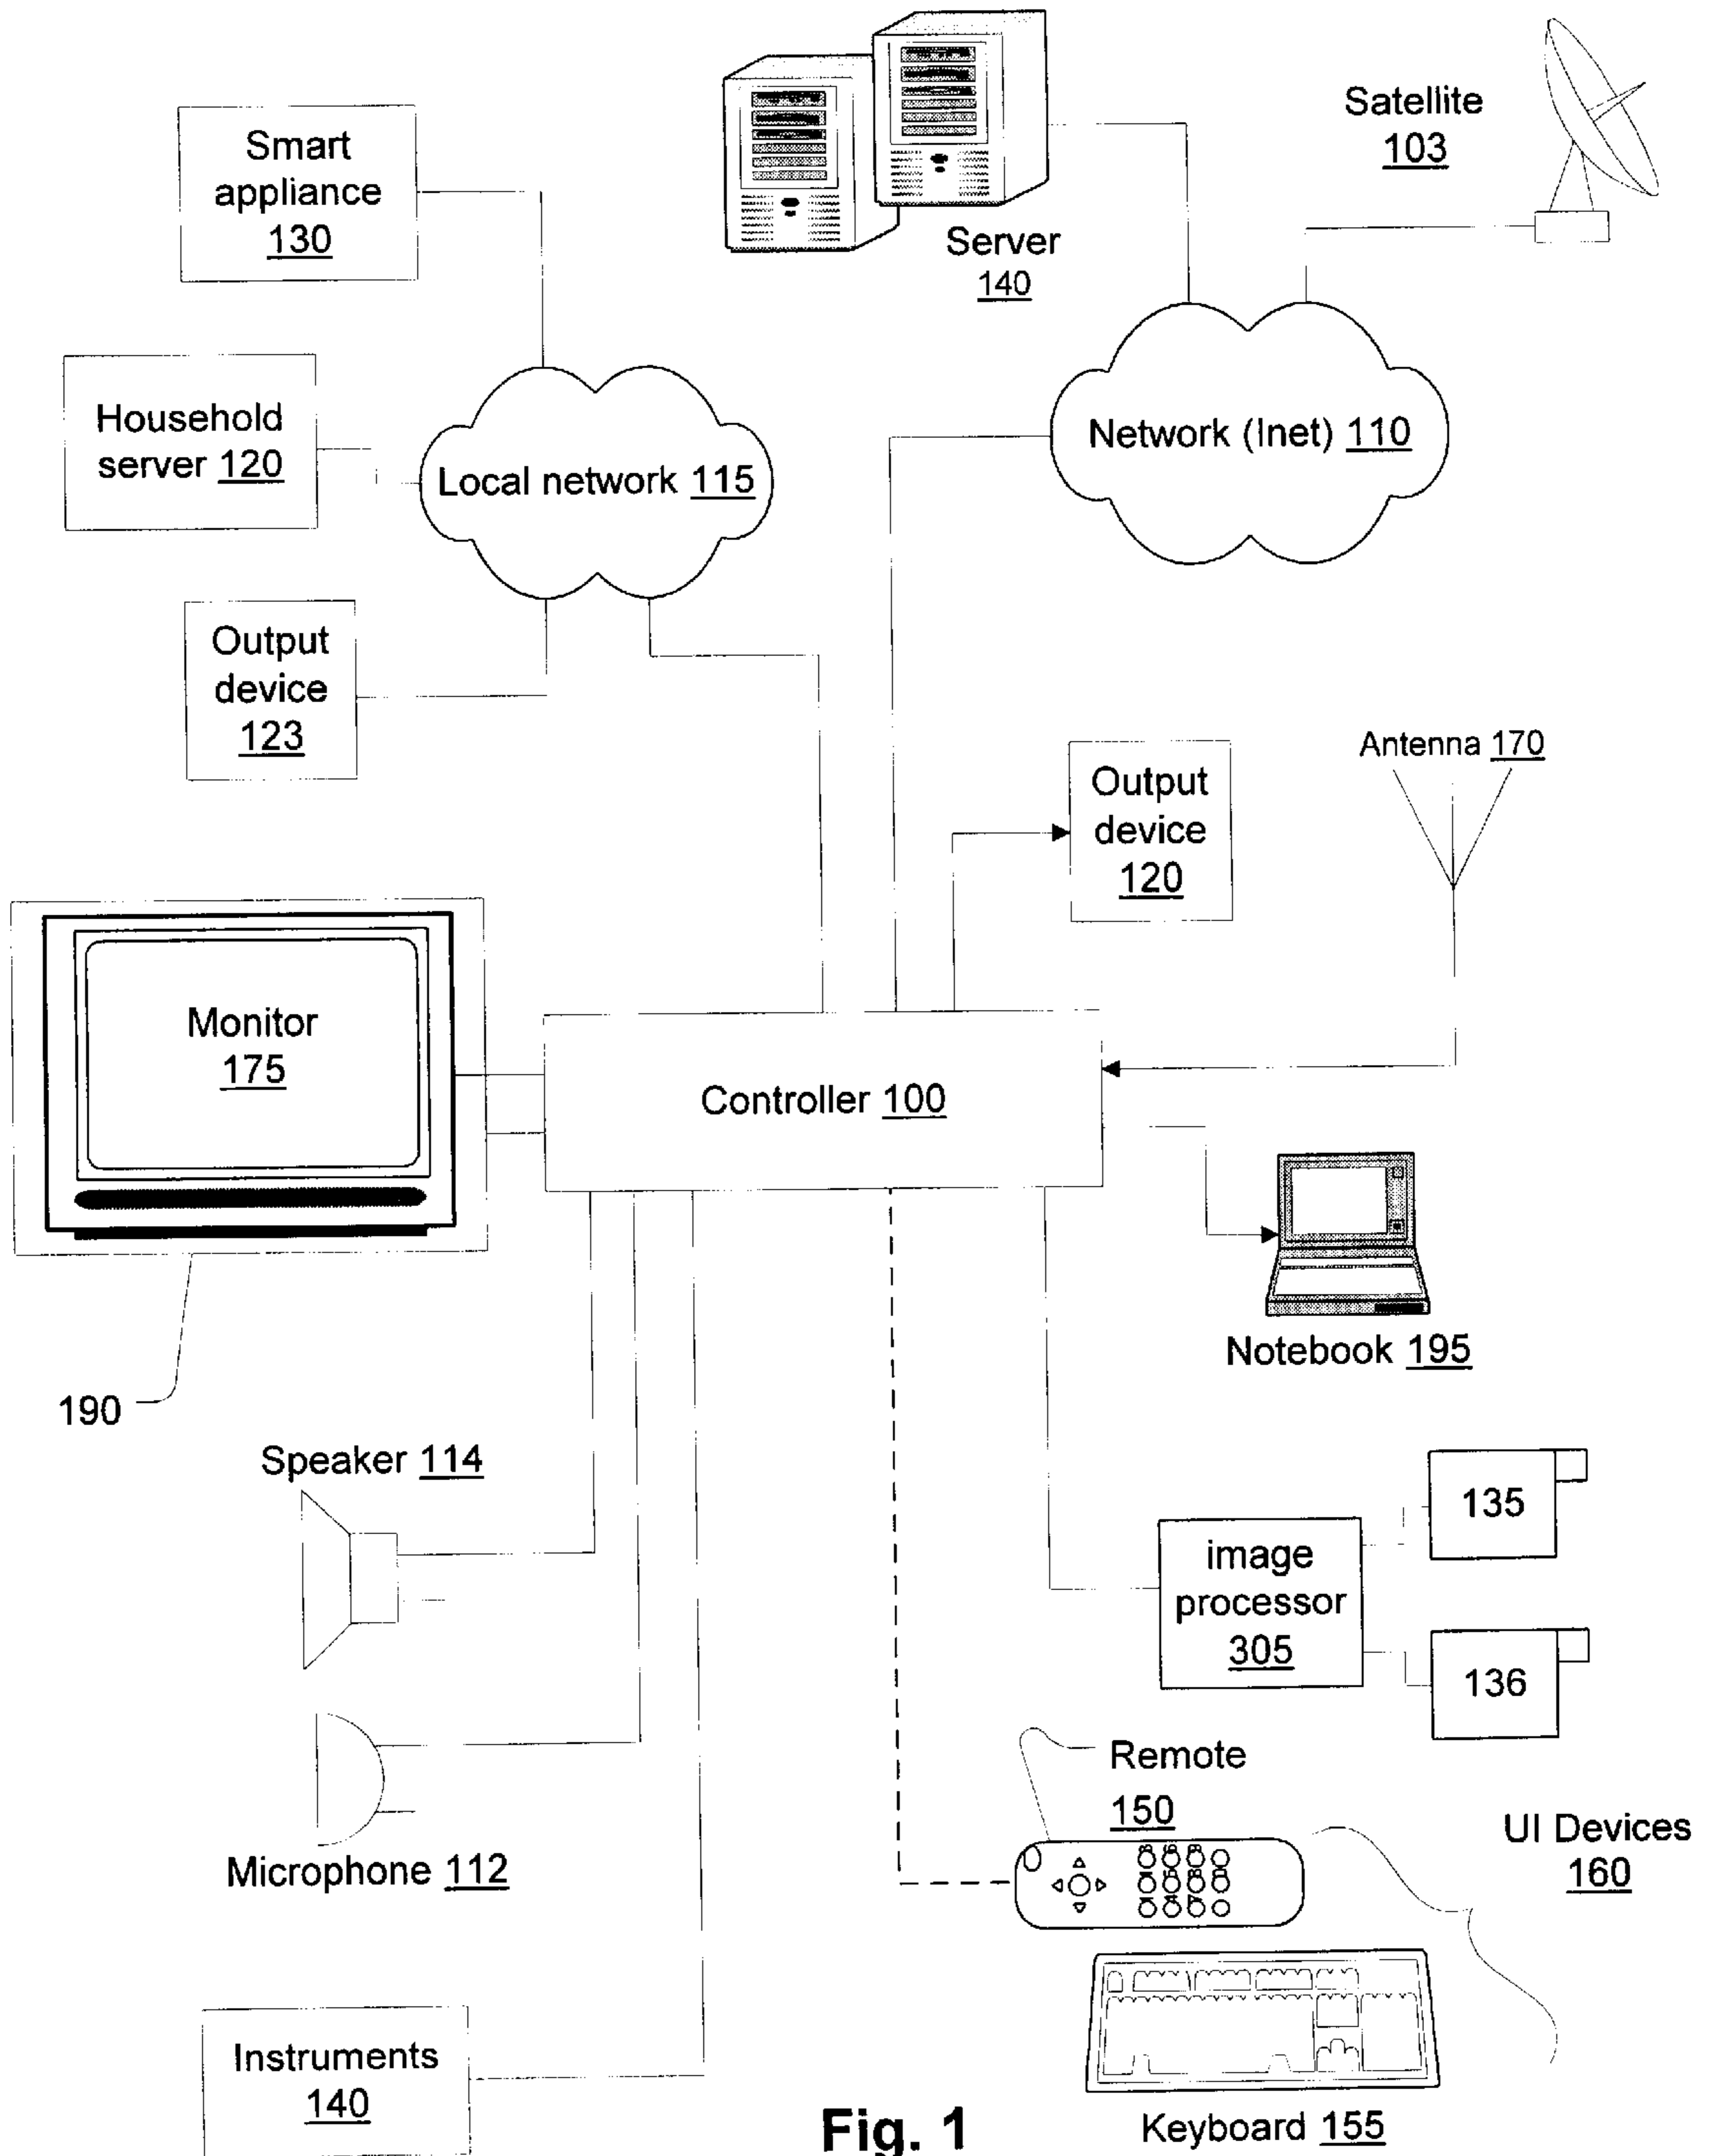 Smart
appliance
130
Server
140
Satellite
103
Household
server 120
Local network 115
Network (Inet) 110
Output
device
123
Output
device
120
Antenna 170
Monitor
175
Controller 100
Notebook 195
190
Speaker 114
image
processor
305
135
136
Microphone 112
Remote
150
UI Devices
160
Instruments
140
Keyboard 155
Fig. 1